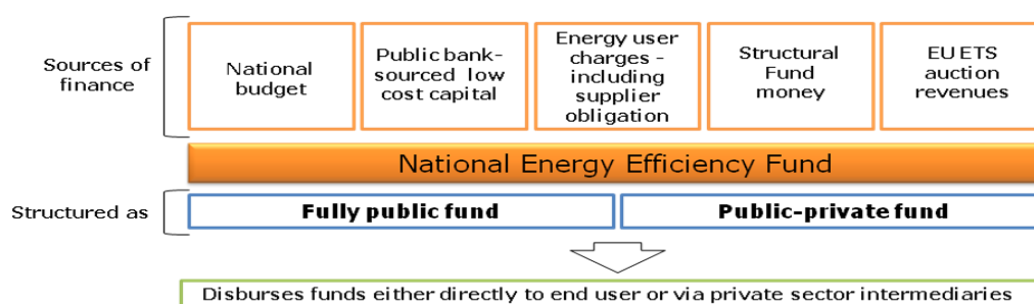 Sources of
finance
National
budget
Public bank-
sourced low
cost capital
Energy user
charges -
including
supplier
obligation
Structural
Fund
money
EU ETS
auction
revenues
National Energy Efficiency Fund
Structured as
Fully public fund
Public-private fund
Disburses funds either directly to end user or via private sector intermediaries